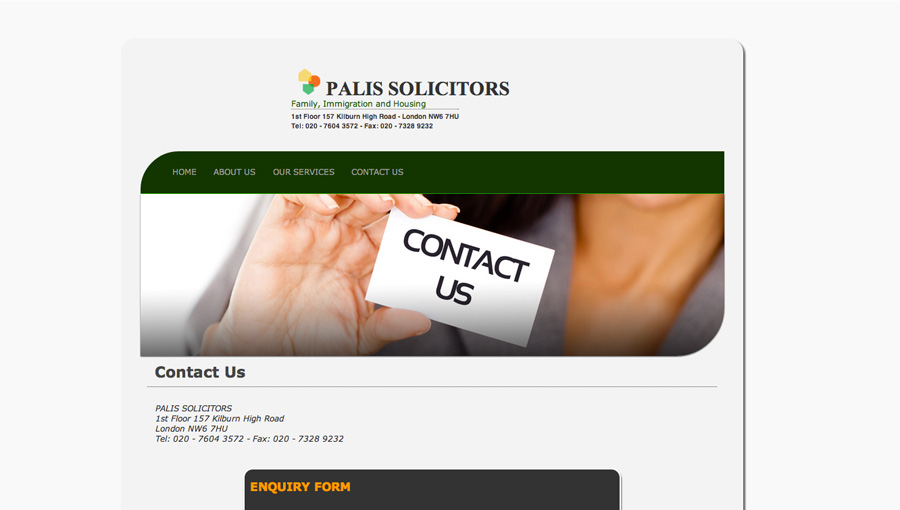 PALIS SOLICITORS
Family, Immigration and Housing
1st Floor 157 Kilburn High Road - London NW6 7HU
Tel: 020 - 7604 3572 - Fax: 020 - 7328 9232
HOME ABOUT US OUR SERVICES CONTACT US
CONTACT
US
Contact Us
PALIS SOLICITORS
1st Floor 157 Kilburn High Road
London NW6 7HU
Tel: 020 - 7604 3572 - Fax: 020 - 7328 9232
ENQUIRY FORM